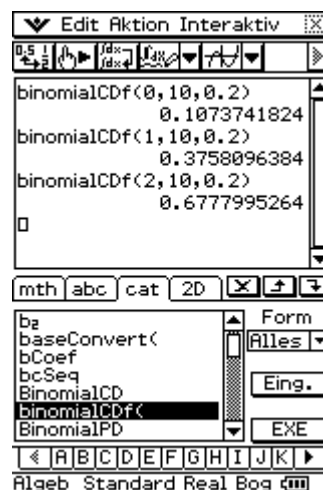 Edit Aktion Interaktiv
binomialCDf(0,10,0.2)
0.1073741824
binomialCDf(1,10,0.2)
0.3758096384
binomialCDf(2,10,0.2)
0.6777995264
mth abc cat 2D
Form
baseConvert(
Alles
bCoef
bcSeq
Eing.
BinomialCD
binomialCDf(
BinomialPD
EXE
A B C D E F G H I J K
Algeb Standard Real Bog